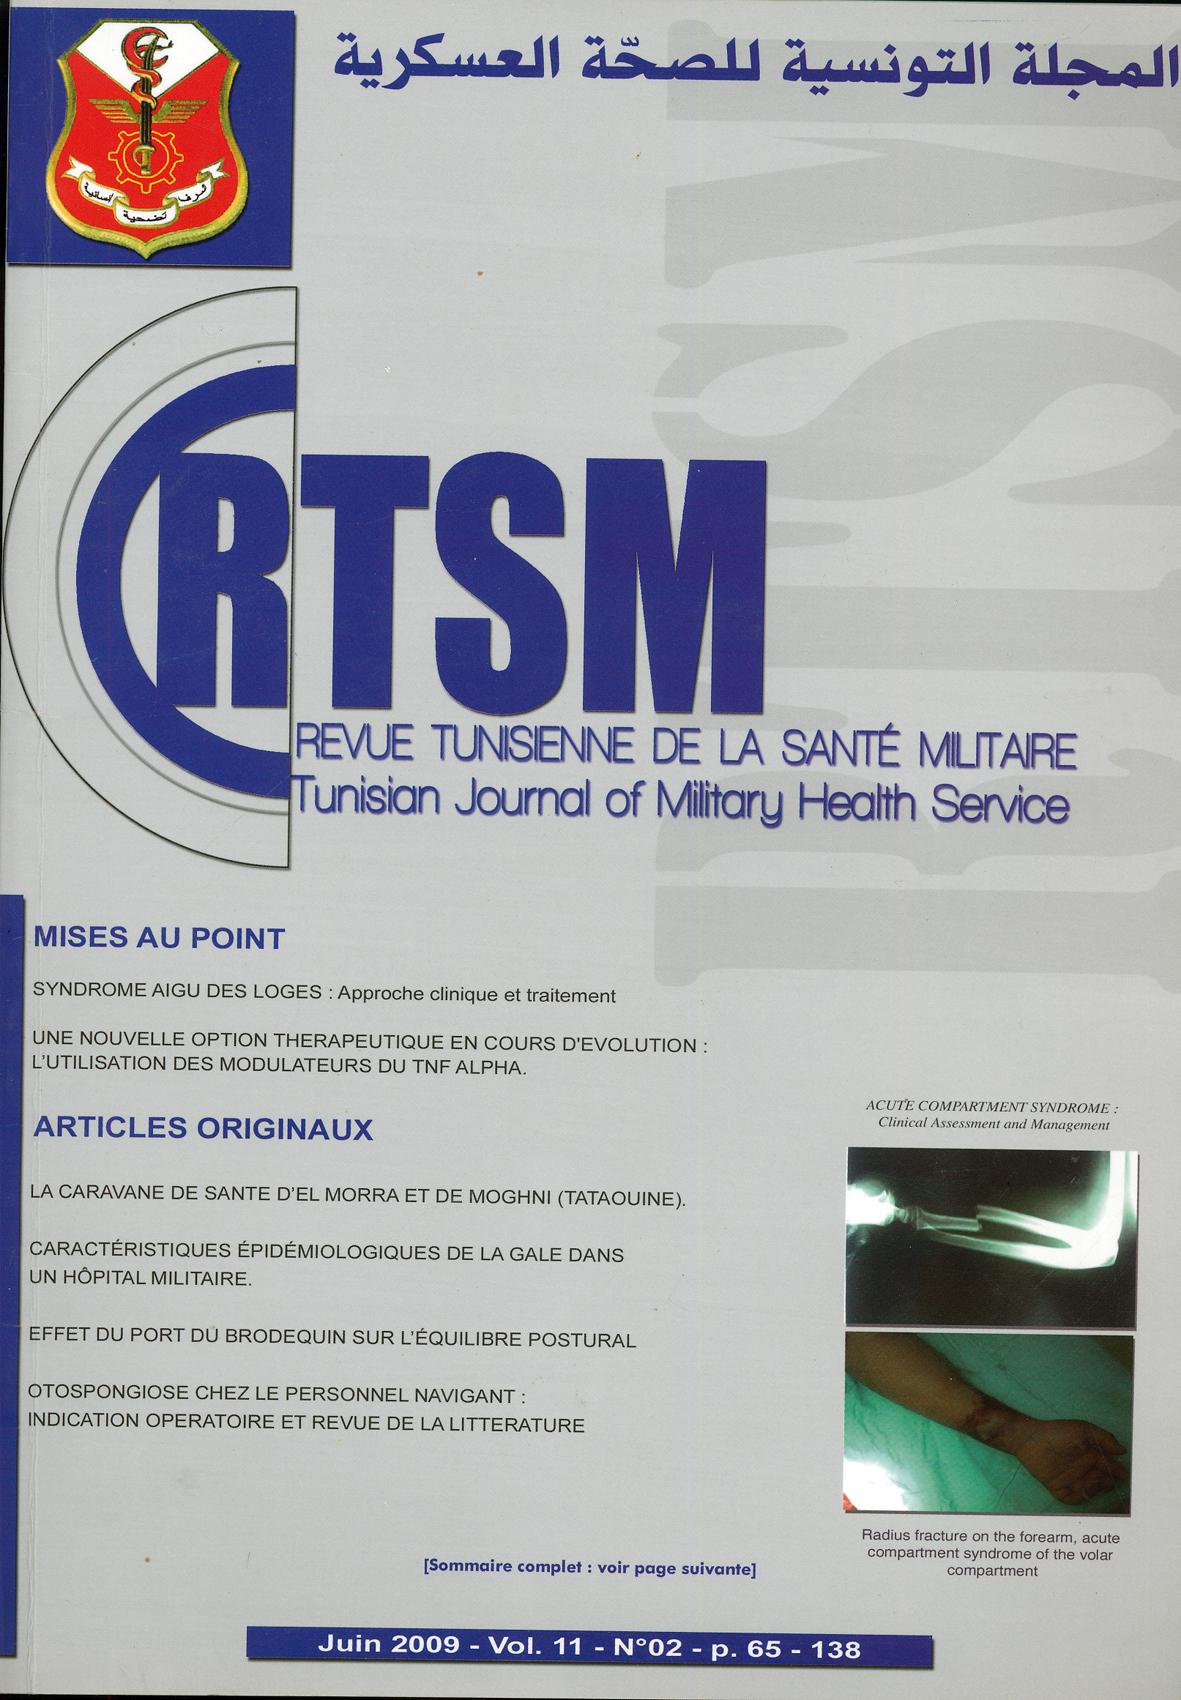 المجلة التونسية للصحّة العسكرية
شرف
تضحية
إنسانية
RTSM
RTSM
REVUE TUNISIENNE DE LA SANTÉ MILITAIRE
Tunisian Journal of Military Health Service
MISES AU POINT
SYNDROME AIGU DES LOGES : Approche clinique et traitement
UNE NOUVELLE OPTION THERAPEUTIQUE EN COURS D'EVOLUTION :
L'UTILISATION DES MODULATEURS DU TNF ALPHA.
ARTICLES ORIGINAUX
LA CARAVANE DE SANTE D'EL MORRA ET DE MOGHNI (TATAOUINE).
CARACTÉRISTIQUES ÉPIDÉMIOLOGIQUES DE LA GALE DANS
UN HÔPITAL MILITAIRE.
EFFET DU PORT DU BRODEQUIN SUR L'ÉQUILIBRE POSTURAL
OTOSPONGIOSE CHEZ LE PERSONNEL NAVIGANT :
INDICATION OPERATOIRE ET REVUE DE LA LITTERATURE
ACUTE COMPARTMENT SYNDROME :
Clinical Assessment and Management
Radius fracture on the forearm, acute
compartment syndrome of the volar
compartment
[Sommaire complet : voir page suivante]
Juin 2009 - Vol. 11 - N°02 - p. 65 - 138